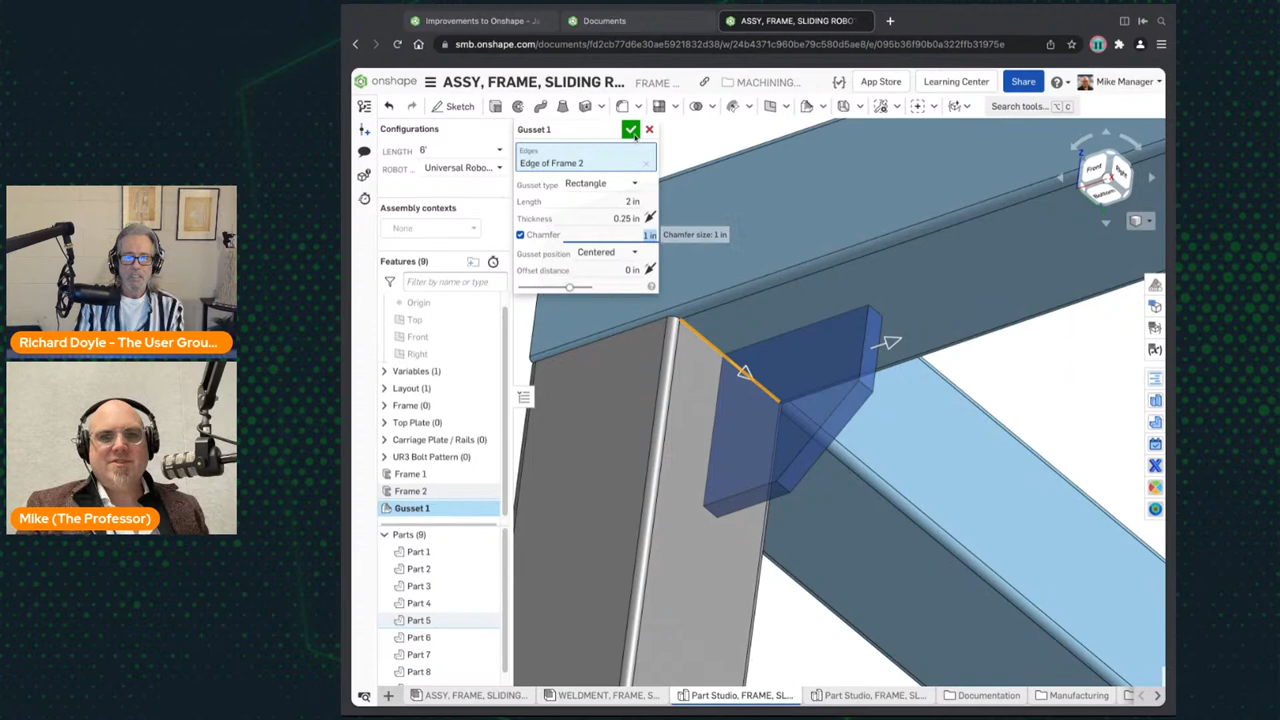 Improvements to Onshape - Ja
Documents
ASSY, FRAME, SLIDING ROBOT
smb.onshape.com/documents/fd2cb77d6e30ae5921832d38/w/24b4371c960be79c580d5ae8/e/095b36f90b0a322ffb31975e
onshape
ASSY, FRAME, SLIDING R...
FRAME ...
MACHINING...
App Store
Learning Center
Share
Mike Manager
Sketch
Search tools...
C
Configurations
LENGTH 6'
ROBOT ... Universal Robo...
Assembly contexts
None
Features (9)
Filter by name or type
Origin
Top
Front
Right
Variables (1)
Layout (1)
Frame (0)
Top Plate (0)
Carriage Plate / Rails (0)
UR3 Bolt Pattern (0)
Frame 1
Frame 2
Gusset 1
Parts (9)
Part 1
Part 2
Part 3
Part 4
Part 5
Part 6
Part 7
Part 8
Gusset 1
Edges
Edge of Frame 2
Gusset type Rectangle
Length 2 in
Thickness 0.25 in
Chamfer 1 in
Chamfer size: 1 in
Gusset position Centered
Offset distance 0 in
Z
X
Front
Right
Bottom
Richard Doyle - The User Grou...
Mike (The Professor)
ASSY, FRAME, SLIDING...
WELDMENT, FRAME, S...
Part Studio, FRAME, SL...
Part Studio, FRAME, SL...
Documentation
Manufacturing